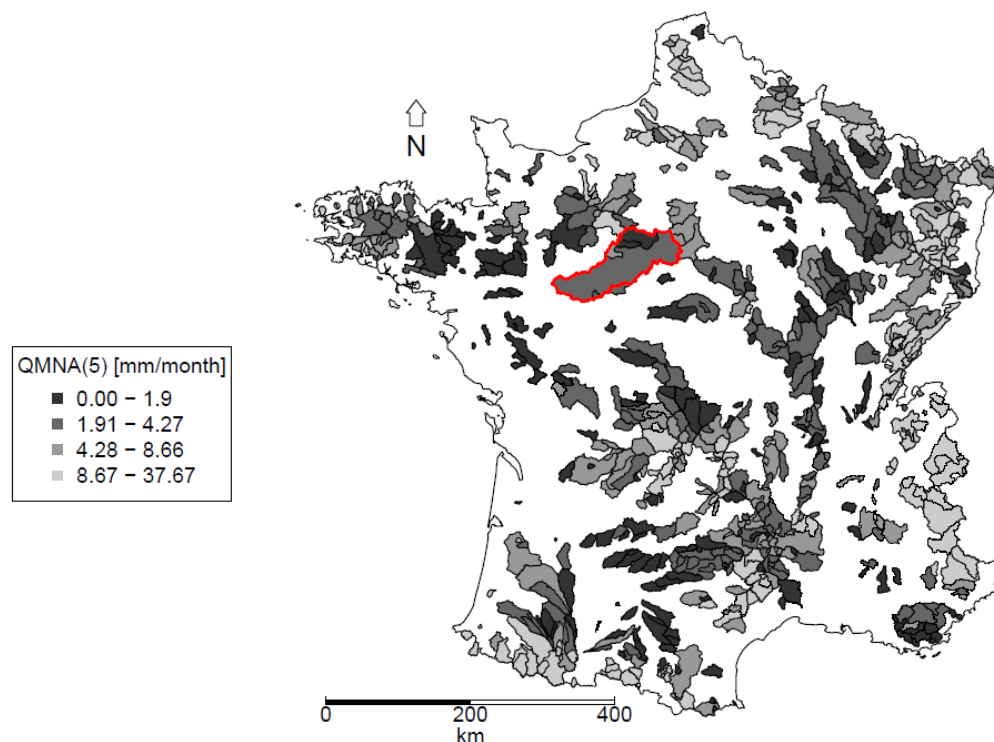 N
QMNA(5) [mm/month]
0.00 − 1.9
1.91 − 4.27
4.28 − 8.66
8.67 − 37.67
0 200 400
km